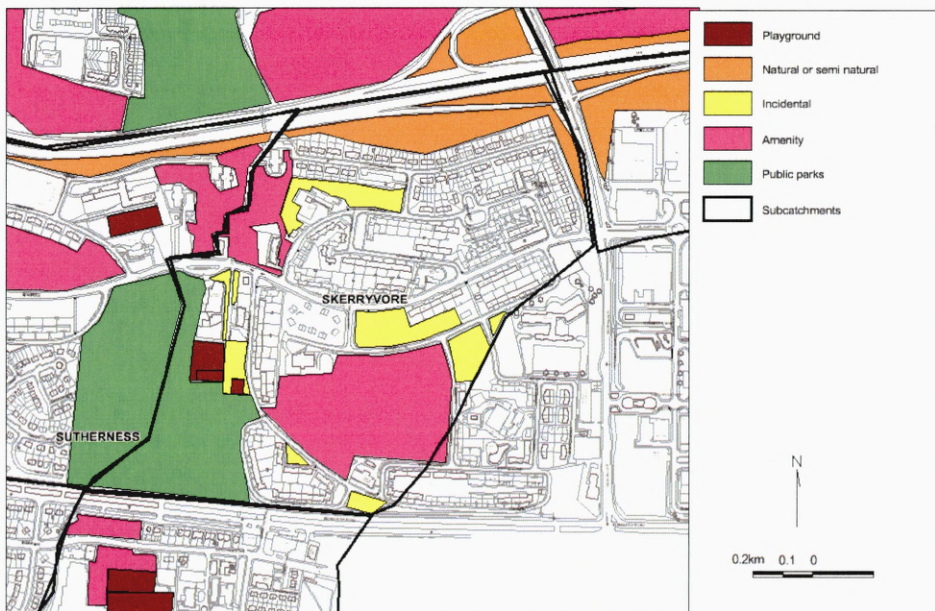 Playground
Natural or semi natural
Incidental
Amenity
Public parks
Subcatchments
SKERRYVORE
SUTHERNESS
N
0.2km 0.1 0